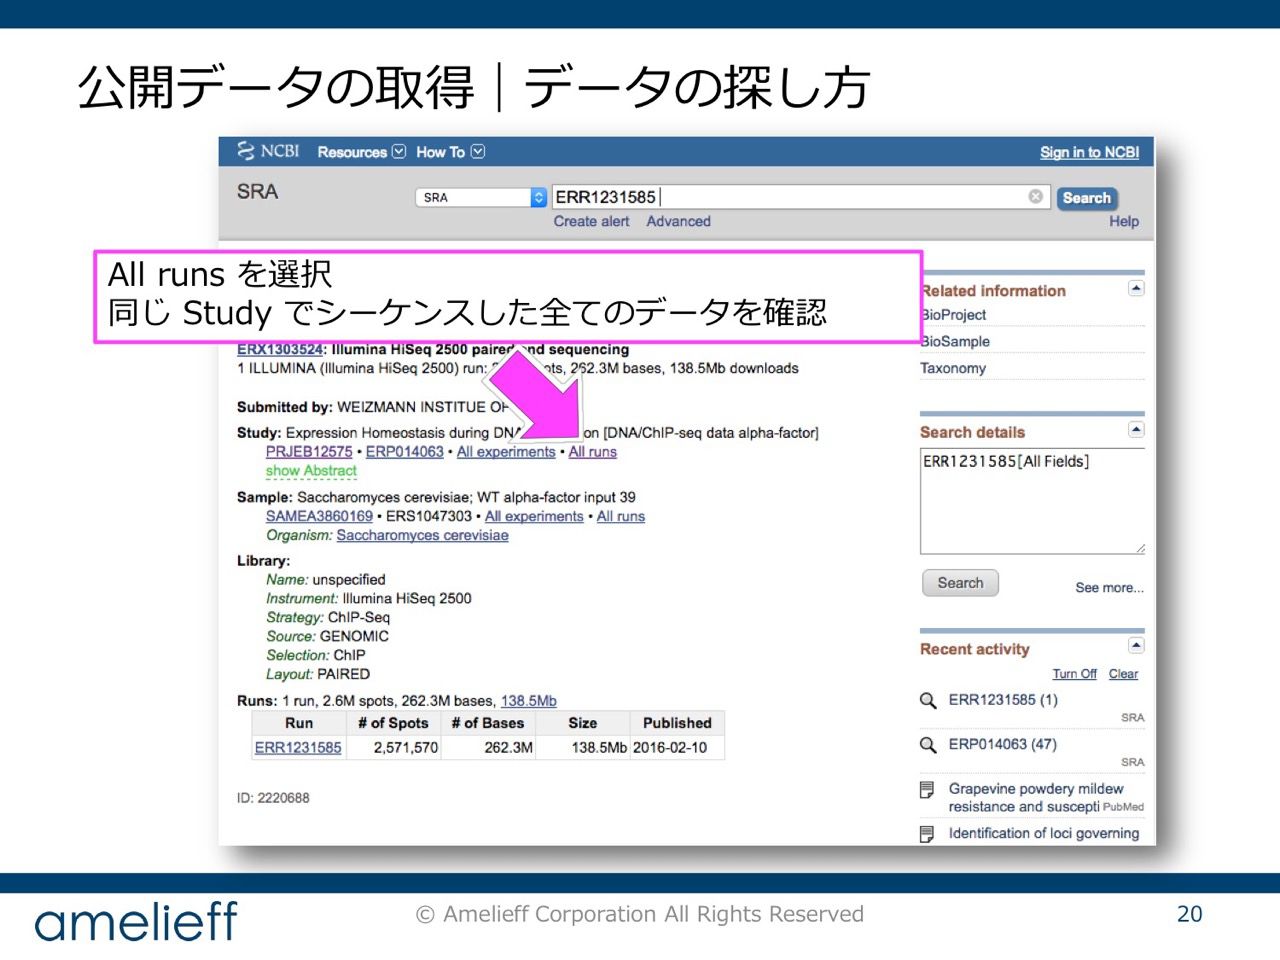 公開データの取得｜データの探し方
NCBI Resources How To Sign in to NCBI
SRA SRA ERR1231585 Search
Create alert Advanced
Help
All runs を選択
同じ Study でシーケンスした全てのデータを確認
ERX1303524: Illumina HiSeq 2500 paired end sequencing
1 ILLUMINA (Illumina HiSeq 2500) run: ots, 262.3M bases, 138.5Mb downloads
Submitted by: WEIZMANN INSTITUE OF
Study: Expression Homeostasis during DNA on [DNA/ChIP-seq data alpha-factor]
PRJEB12575 • ERP014063 • All experiments • All runs
show Abstract
Sample: Saccharomyces cerevisiae; WT alpha-factor input 39
SAMEA3860169 • ERS1047303 • All experiments • All runs
Organism: Saccharomyces cerevisiae
Library:
Name: unspecified
Instrument: Illumina HiSeq 2500
Strategy: ChIP-Seq
Source: GENOMIC
Selection: ChIP
Layout: PAIRED
Runs: 1 run, 2.6M spots, 262.3M bases, 138.5Mb
Run # of Spots # of Bases Size Published
ERR1231585 2,571,570 262.3M 138.5Mb 2016-02-10
ID: 2220688
Related information
BioProject
BioSample
Taxonomy
Search details
ERR1231585[All Fields]
Search See more...
Recent activity
Turn Off Clear
ERR1231585 (1)
SRA
ERP014063 (47)
SRA
Grapevine powdery mildew
resistance and suscepti PubMed
Identification of loci governing
amelieff © Amelieff Corporation All Rights Reserved 20